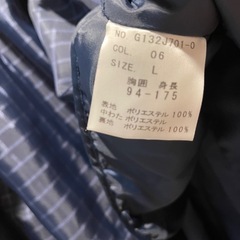 NO. G132J701-0
COL. 06
SIZE. L
胸囲 身長
94-175
表地 ポリエステル 100%
中わた ポリエステル 100%
裏地 ポリエステル 100%